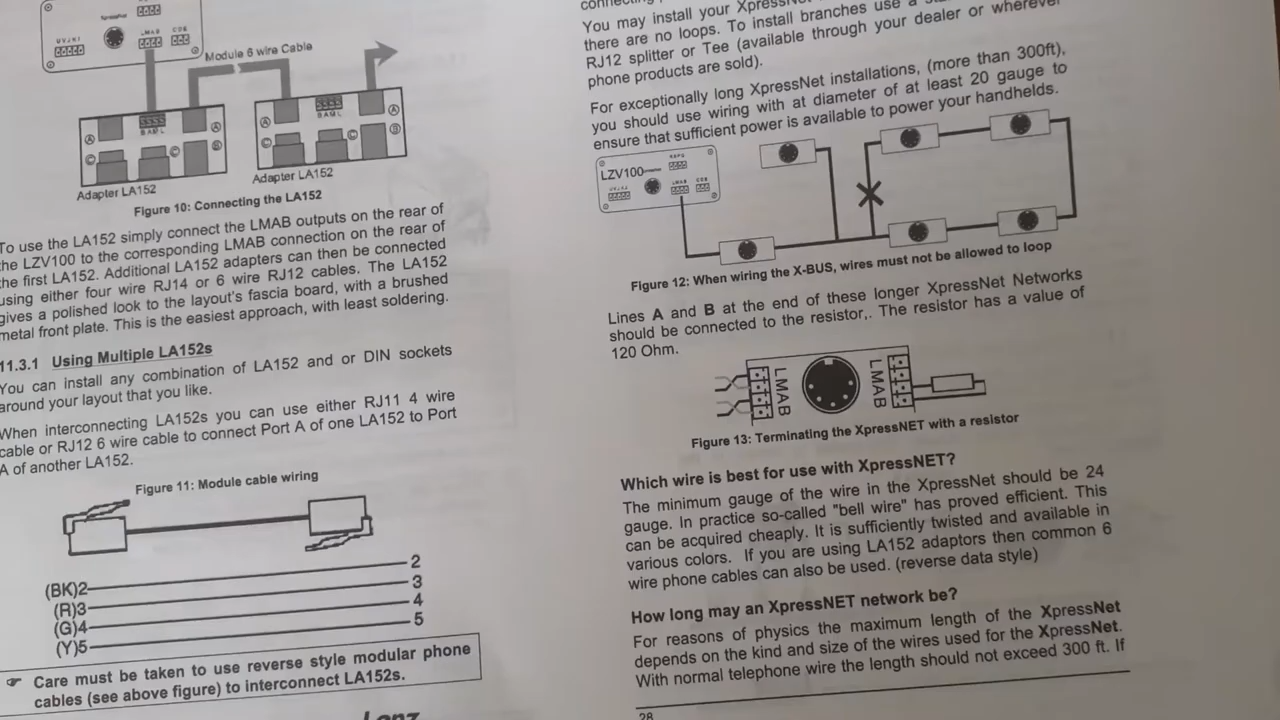 Module 6 wire Cable
Adapter LA152
Adapter LA152
Figure 10: Connecting the LA152
To use the LA152 simply connect the LMAB outputs on the rear of
the LZV100 to the corresponding LMAB connection on the rear of
the first LA152. Additional LA152 adapters can then be connected
using either four wire RJ14 or 6 wire RJ12 cables. The LA152
gives a polished look to the layout's fascia board, with a brushed
metal front plate. This is the easiest approach, with least soldering.
11.3.1 Using Multiple LA152s
You can install any combination of LA152 and or DIN sockets
around your layout that you like.
When interconnecting LA152s you can use either RJ11 4 wire
cable or RJ12 6 wire cable to connect Port A of one LA152 to Port
A of another LA152.
Figure 11: Module cable wiring
(BK)2 2
(R)3 3
(G)4 4
(Y)5 5
Care must be taken to use reverse style modular phone
cables (see above figure) to interconnect LA152s.
Lenz
You may install your XpressNet
there are no loops. To install branches use a
RJ12 splitter or Tee (available through your dealer or wherever
phone products are sold).
For exceptionally long XpressNet installations, (more than 300ft),
you should use wiring with at diameter of at least 20 gauge to
ensure that sufficient power is available to power your handhelds.
LZV100
Figure 12: When wiring the X-BUS, wires must not be allowed to loop
Lines A and B at the end of these longer XpressNet Networks
should be connected to the resistor,. The resistor has a value of
120 Ohm.
LMAB
LMAB
Figure 13: Terminating the XpressNET with a resistor
Which wire is best for use with XpressNET?
The minimum gauge of the wire in the XpressNet should be 24
gauge. In practice so-called "bell wire" has proved efficient. This
can be acquired cheaply. It is sufficiently twisted and available in
various colors. If you are using LA152 adaptors then common 6
wire phone cables can also be used. (reverse data style)
How long may an XpressNET network be?
For reasons of physics the maximum length of the XpressNet
depends on the kind and size of the wires used for the XpressNet.
With normal telephone wire the length should not exceed 300 ft. If
28